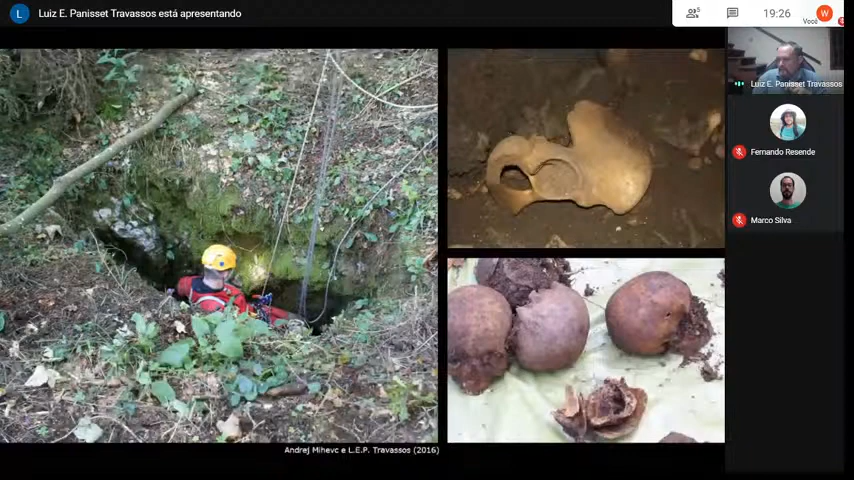 L
Luiz E. Panisset Travassos está apresentando
5
19:26
Você
W
Luiz E. Panisset Travassos
Fernando Resende
Marco Silva
Andrej Mihevc e L.E.P. Travassos (2016)